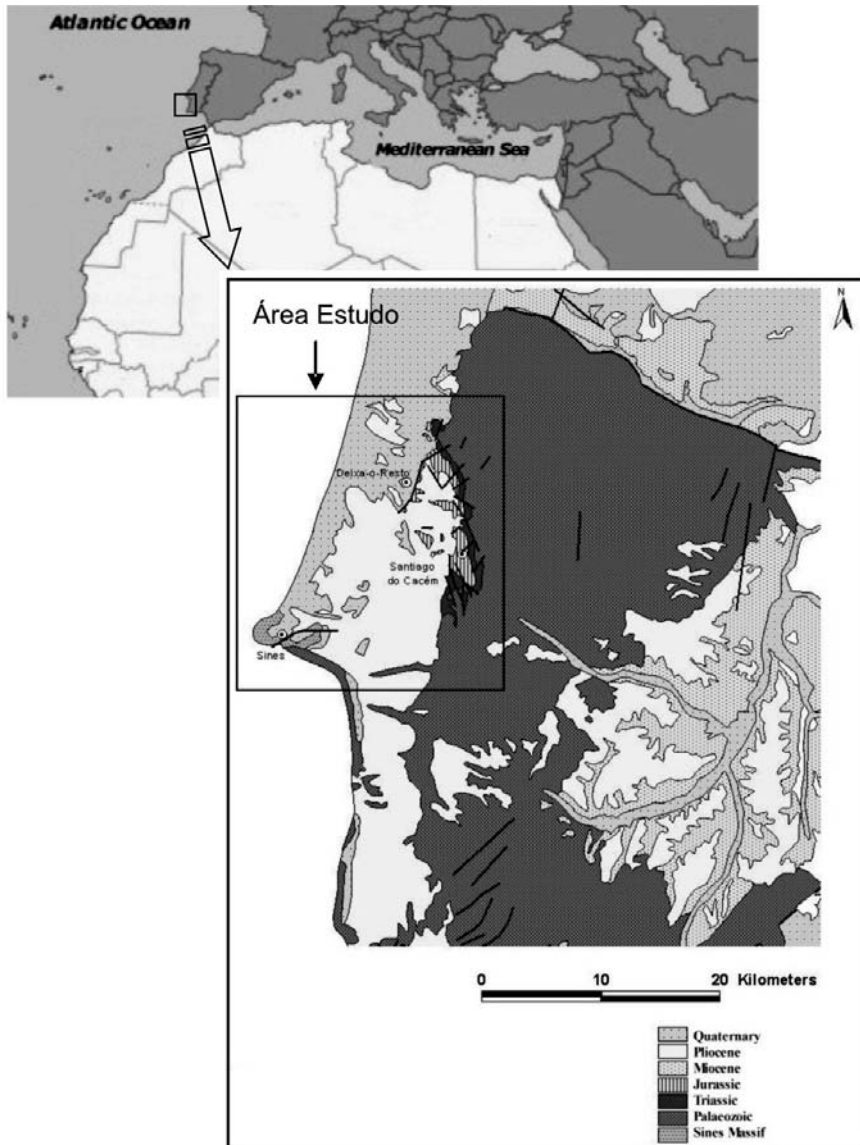 Atlantic Ocean
Mediterranean Sea
Área Estudo
N
Deixa-o-Resto
Santiago
do Cacém
Sines
0 10 20 Kilometers
Quaternary
Pliocene
Miocene
Jurassic
Triassic
Palaeozoic
Sines Massif